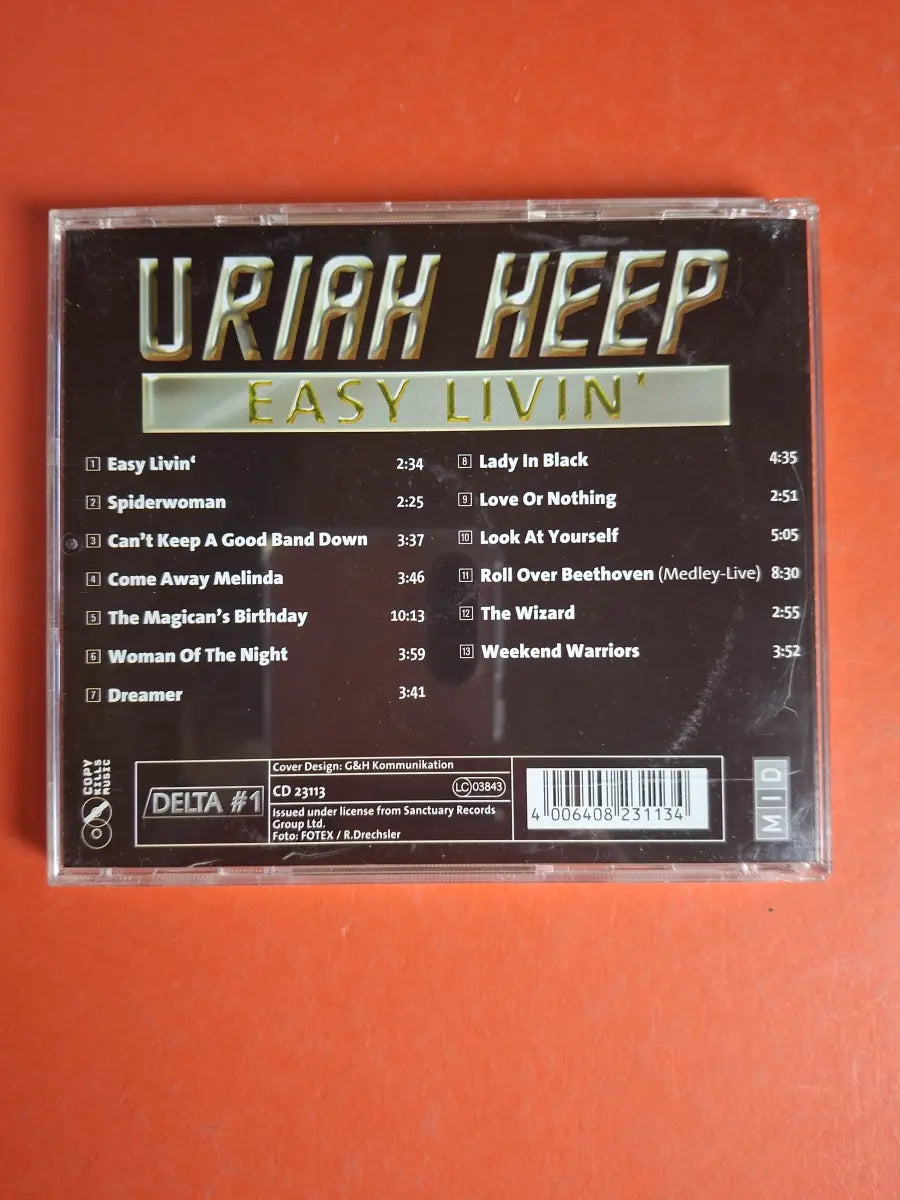 URIAH HEEP
EASY LIVIN'
1 Easy Livin‘ 2:34
2 Spiderwoman 2:25
3 Can't Keep A Good Band Down 3:37
4 Come Away Melinda 3:46
5 The Magican's Birthday 10:13
6 Woman Of The Night 3:59
7 Dreamer 3:41
8 Lady In Black 4:35
9 Love Or Nothing 2:51
10 Look At Yourself 5:05
11 Roll Over Beethoven (Medley-Live) 8:30
12 The Wizard 2:55
13 Weekend Warriors 3:52
COPY
KILLS
MUSIC
DELTA #1
Cover Design: G&H Kommunikation
CD 23113
LC 03843
Issued under license from Sanctuary Records
Group Ltd.
Foto: FOTEX / R.Drechsler
4 006408 231134
MID